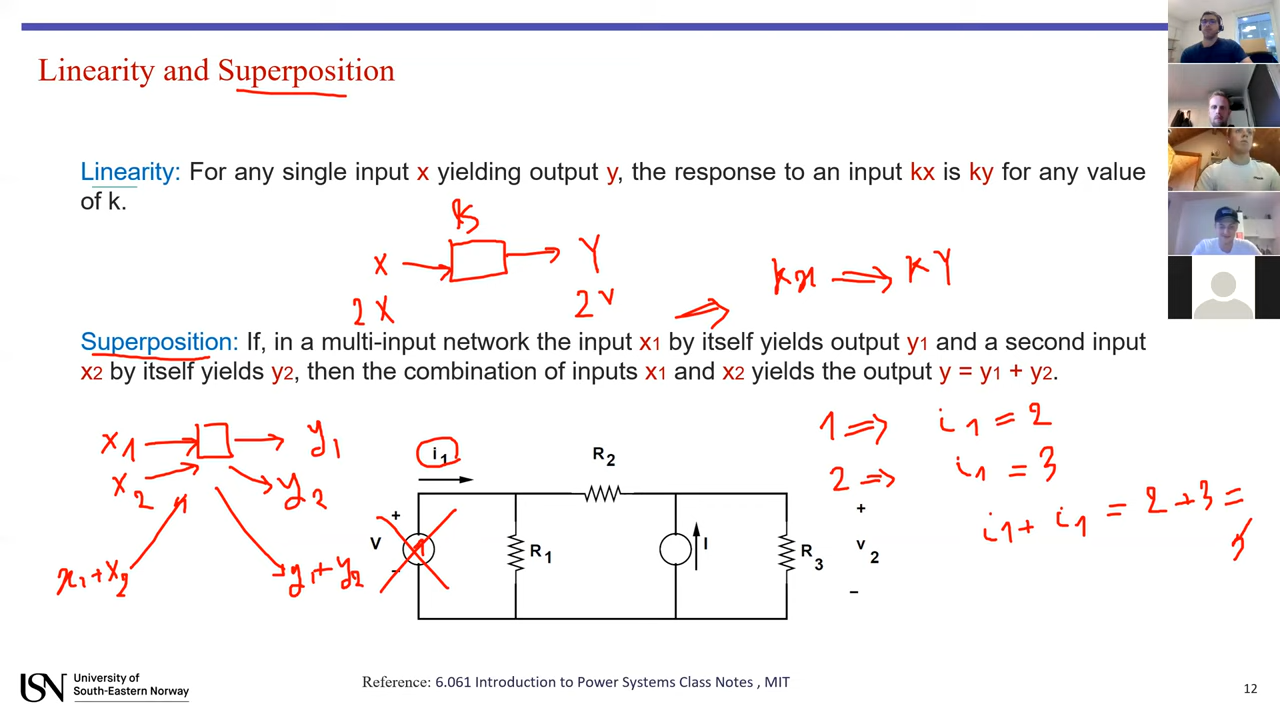 Linearity and Superposition
Linearity: For any single input x yielding output y, the response to an input kx is ky for any value
of k.
X
Y
2X
kx
kY
Superposition: If, in a multi-input network the input x1 by itself yields output y1 and a second input
x2 by itself yields y2, then the combination of inputs x1 and x2 yields the output y = y1 + y2.
x1
y1
x2
y2
x1+x2
y1+y2
i1
R2
+
V
-
R1
I
R3
+
v2
-
1 ⇒ i1 = 2
2 ⇒ i1 = 3
i1+ i1 = 2+3=
USN University of
South-Eastern Norway
Reference: 6.061 Introduction to Power Systems Class Notes , MIT
12